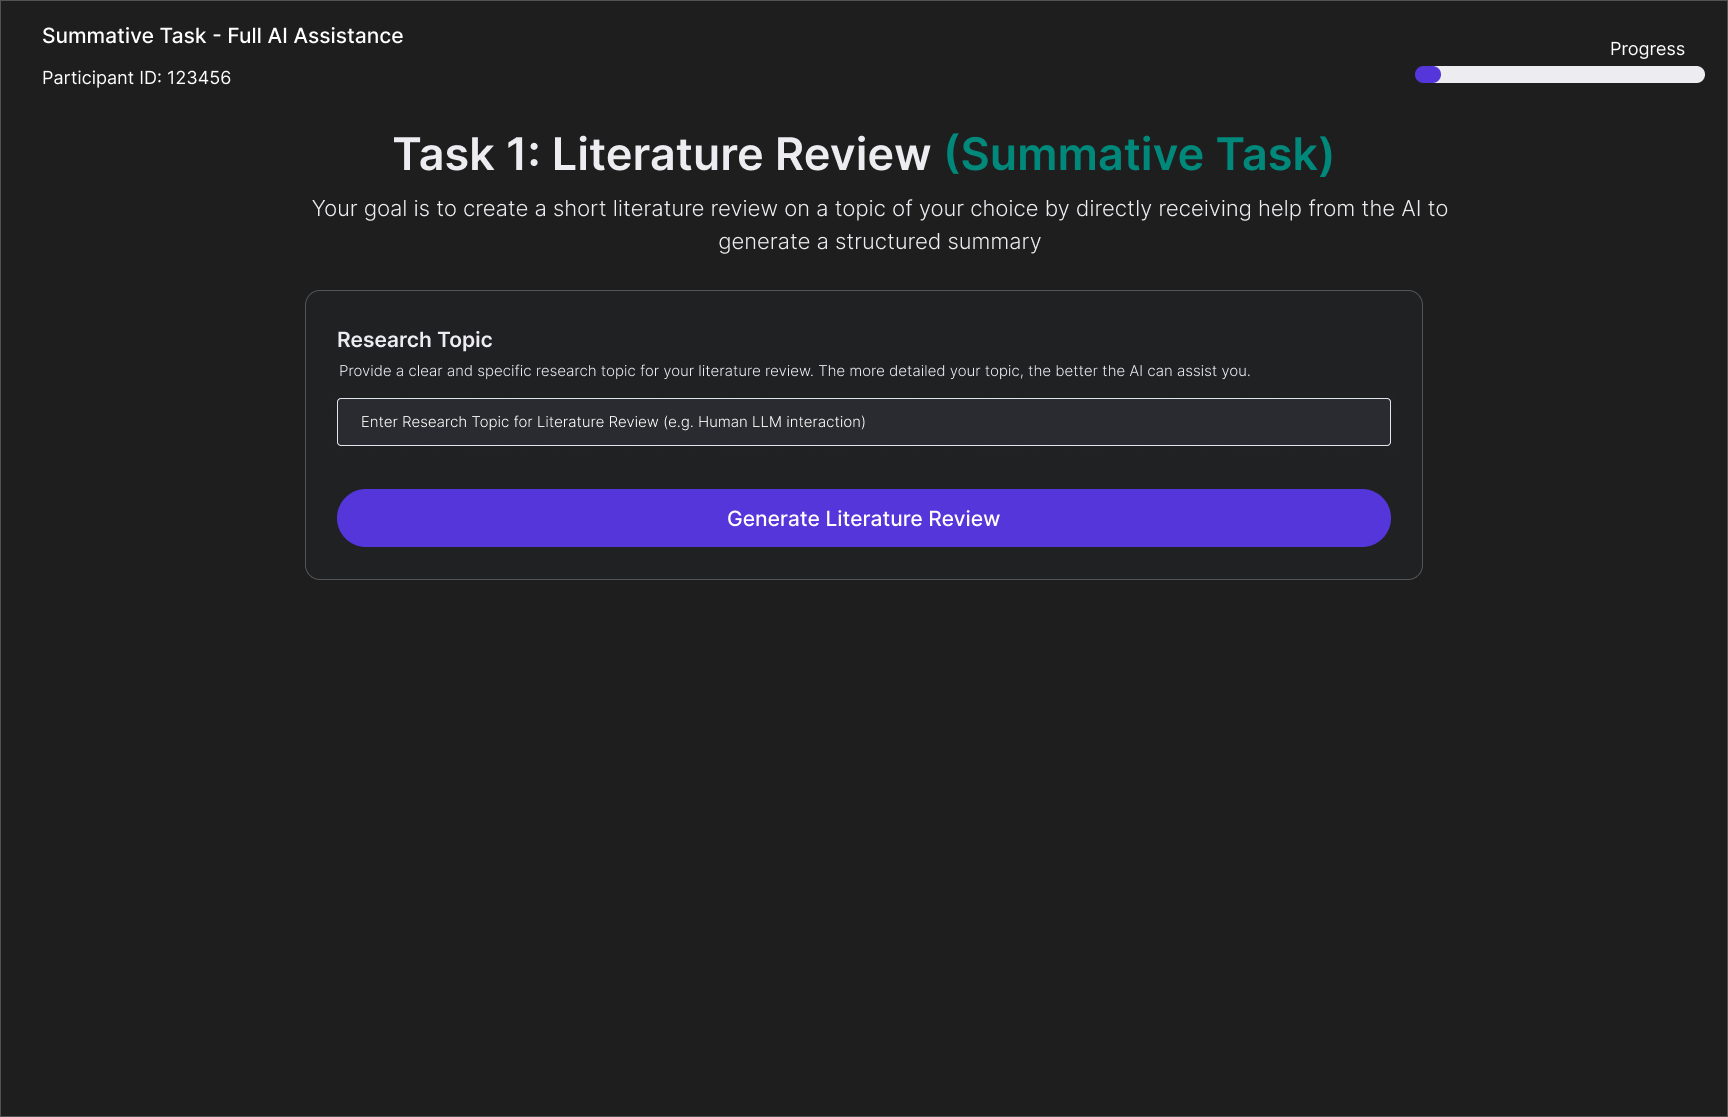 Summative Task - Full AI Assistance
Participant ID: 123456
Progress
Task 1: Literature Review (Summative Task)
Your goal is to create a short literature review on a topic of your choice by directly receiving help from the AI to
generate a structured summary
Research Topic
Provide a clear and specific research topic for your literature review. The more detailed your topic, the better the AI can assist you.
Enter Research Topic for Literature Review (e.g. Human LLM interaction)
Generate Literature Review